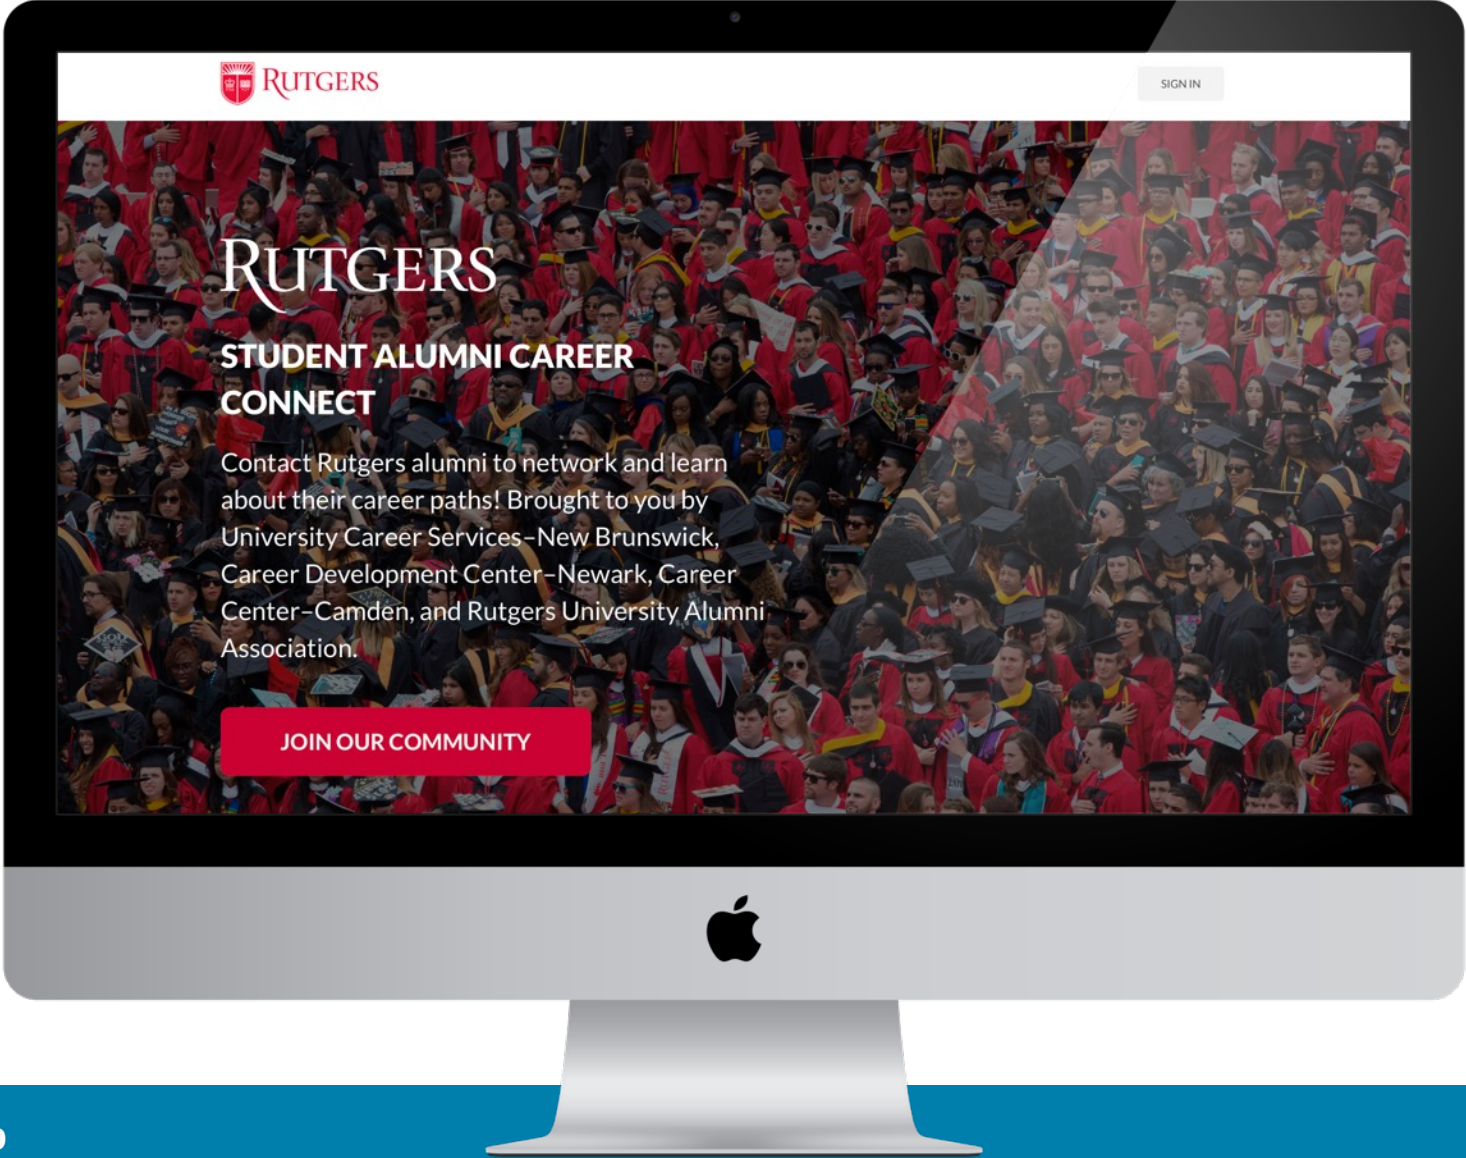 RUTGERS
SIGN IN
RUTGERS
STUDENT ALUMNI CAREER
CONNECT
Contact Rutgers alumni to network and learn
about their career paths! Brought to you by
University Career Services–New Brunswick,
Career Development Center–Newark, Career
Center–Camden, and Rutgers University Alumni
Association.
JOIN OUR COMMUNITY